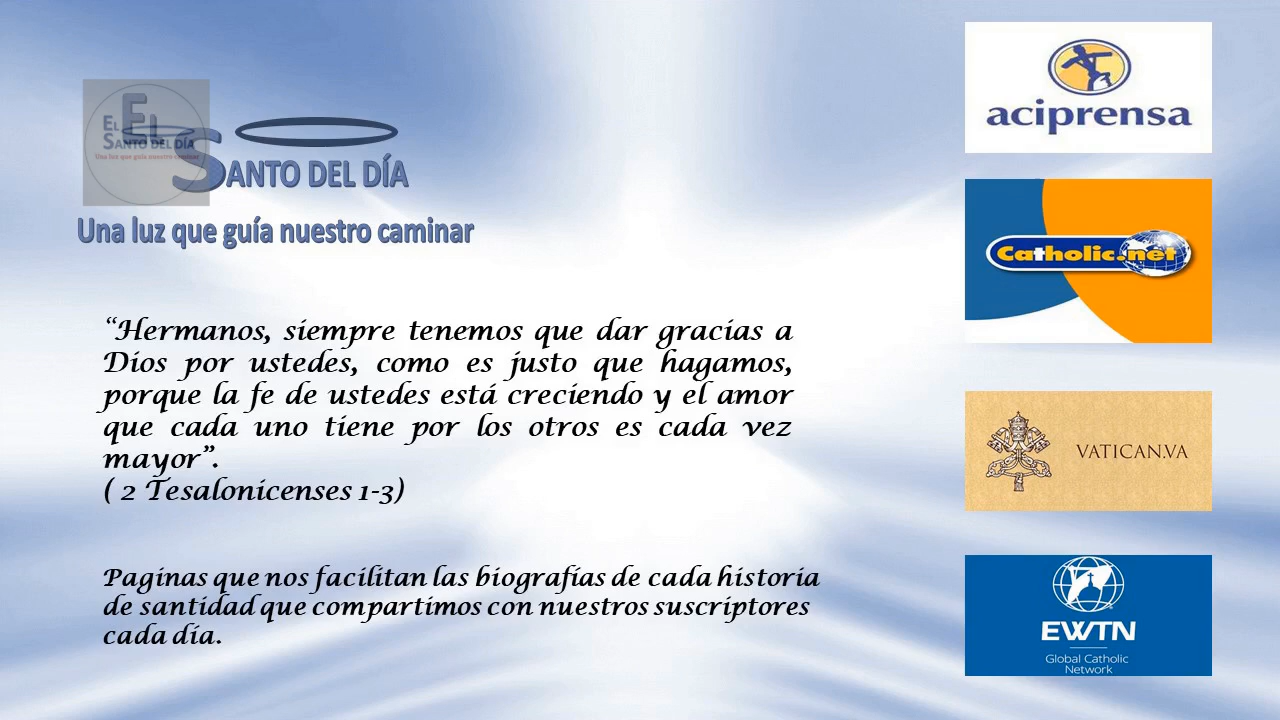 EL
SANTO DEL DÍA
Una luz que guía nuestro caminar
EL
SANTO DEL DÍA
Una luz que guía nuestro caminar
“Hermanos, siempre tenemos que dar gracias a
Dios por ustedes, como es justo que hagamos,
porque la fe de ustedes está creciendo y el amor
que cada uno tiene por los otros es cada vez
mayor”.
( 2 Tesalonicenses 1-3)
Paginas que nos facilitan las biografías de cada historia
de santidad que compartimos con nuestros suscriptores
cada día.
aciprensa
Catholic.net
VATICAN.VA
EWTN
Global Catholic
Network